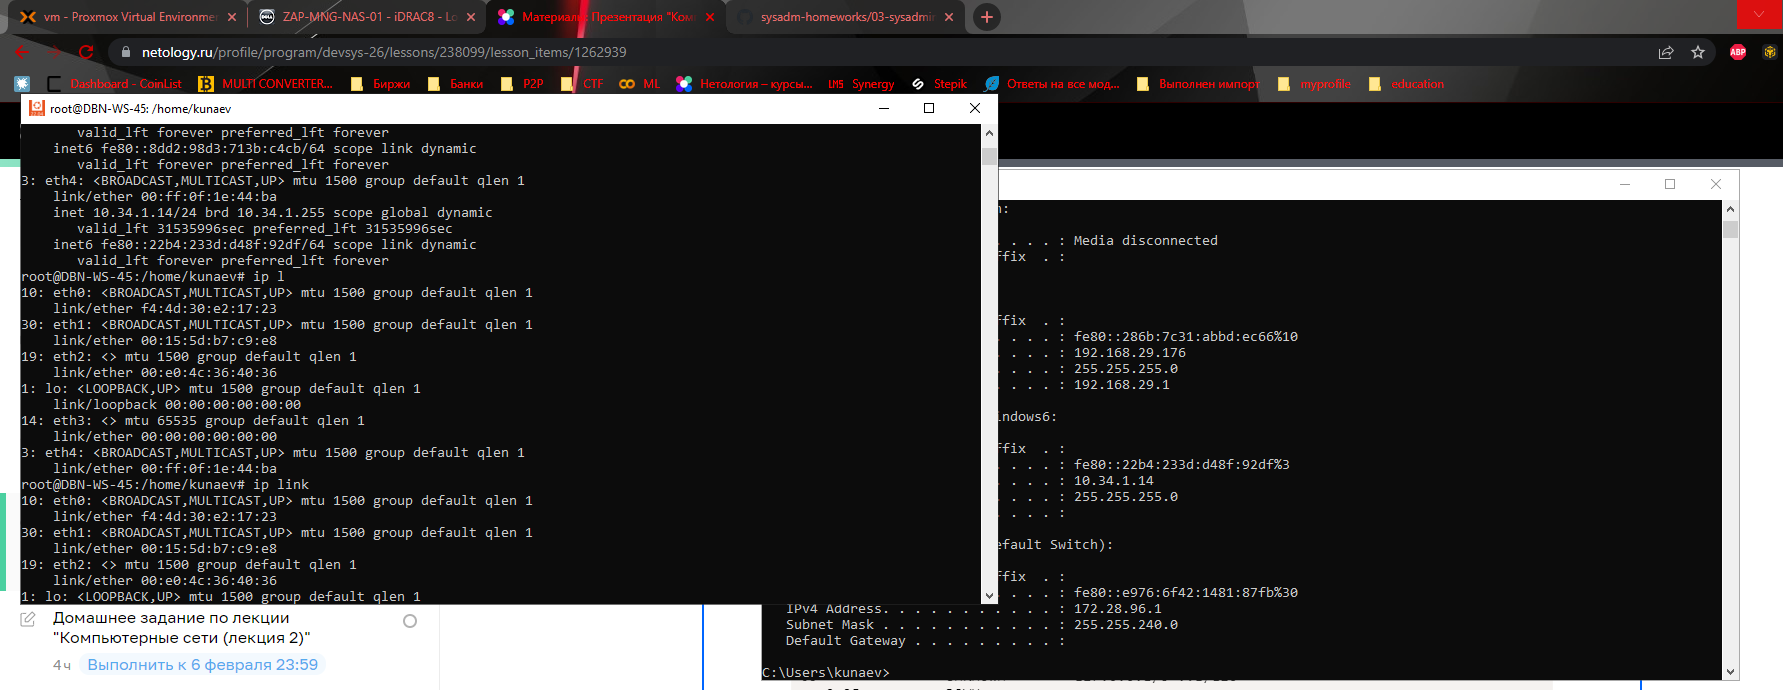 vm - Proxmox Virtual Environmen
ZAP-MNG-NAS-01 - iDRAC8 - Lo
Материалы: Презентация "Ком
sysadm-homeworks/03-sysadmin
netology.ru/profile/program/devsys-26/lessons/238099/lesson_items/1262939
ABP
Dashboard - CoinList
MULTI CONVERTER...
Биржи
Банки
P2P
CTF
ML
Нетология – курсы...
LMS Synergy
Stepik
Ответы на все мод...
Выполнен импорт
myprofile
education
root@DBN-WS-45: /home/kunaev
valid_lft forever preferred_lft forever
inet6 fe80::8dd2:98d3:713b:c4cb/64 scope link dynamic
valid_lft forever preferred_lft forever
3: eth4: <BROADCAST,MULTICAST,UP> mtu 1500 group default qlen 1
link/ether 00:ff:0f:1e:44:ba
inet 10.34.1.14/24 brd 10.34.1.255 scope global dynamic
valid_lft 31535996sec preferred_lft 31535996sec
inet6 fe80::22b4:233d:d48f:92df/64 scope link dynamic
valid_lft forever preferred_lft forever
root@DBN-WS-45:/home/kunaev# ip l
10: eth0: <BROADCAST,MULTICAST,UP> mtu 1500 group default qlen 1
link/ether f4:4d:30:e2:17:23
30: eth1: <BROADCAST,MULTICAST,UP> mtu 1500 group default qlen 1
link/ether 00:15:5d:b7:c9:e8
19: eth2: <> mtu 1500 group default qlen 1
link/ether 00:e0:4c:36:40:36
1: lo: <LOOPBACK,UP> mtu 1500 group default qlen 1
link/loopback 00:00:00:00:00:00
14: eth3: <> mtu 65535 group default qlen 1
link/ether 00:00:00:00:00:00
3: eth4: <BROADCAST,MULTICAST,UP> mtu 1500 group default qlen 1
link/ether 00:ff:0f:1e:44:ba
root@DBN-WS-45:/home/kunaev# ip link
10: eth0: <BROADCAST,MULTICAST,UP> mtu 1500 group default qlen 1
link/ether f4:4d:30:e2:17:23
30: eth1: <BROADCAST,MULTICAST,UP> mtu 1500 group default qlen 1
link/ether 00:15:5d:b7:c9:e8
19: eth2: <> mtu 1500 group default qlen 1
link/ether 00:e0:4c:36:40:36
1: lo: <LOOPBACK,UP> mtu 1500 group default qlen 1
n:
. . . . : Media disconnected
ffix . :
ffix . :
. . . . : fe80::286b:7c31:abbd:ec66%10
. . . . : 192.168.29.176
. . . . : 255.255.255.0
. . . . : 192.168.29.1
indows6:
ffix . :
. . . . : fe80::22b4:233d:d48f:92df%3
. . . . : 10.34.1.14
. . . . : 255.255.255.0
. . . . :
efault Switch):
ffix . :
. . . . : fe80::e976:6f42:1481:87fb%30
IPv4 Address. . . . . . . . . . . : 172.28.96.1
Subnet Mask . . . . . . . . . . . : 255.255.240.0
Default Gateway . . . . . . . . . :
C:\Users\kunaev>
Домашнее задание по лекции
"Компьютерные сети (лекция 2)"
4 ч
Выполнить к 6 февраля 23:59